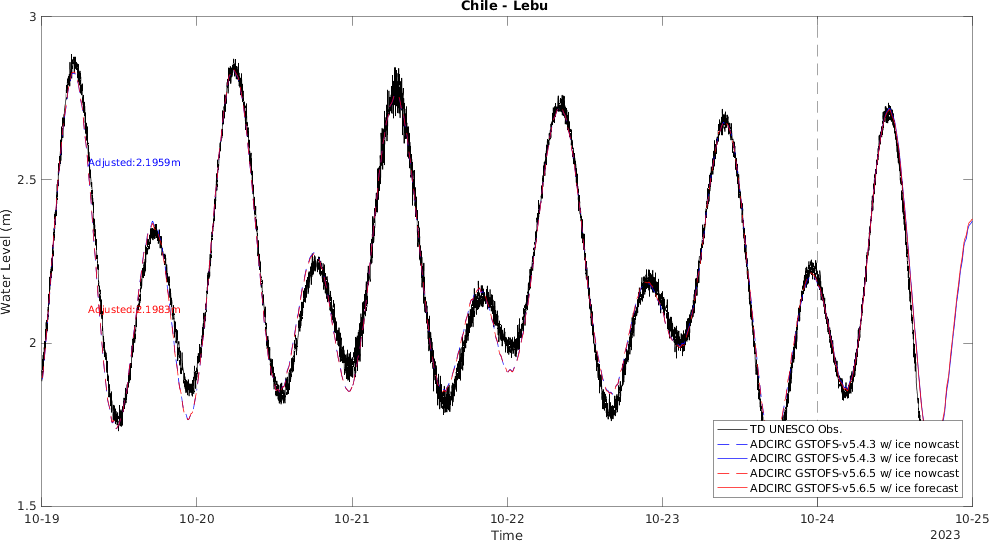 Chile - Lebu
3
2.5
2
1.5
Water Level (m)
Adjusted:2.1959m
Adjusted:2.1983m
TD UNESCO Obs.
ADCIRC GSTOFS-v5.4.3 w/ ice nowcast
ADCIRC GSTOFS-v5.4.3 w/ ice forecast
ADCIRC GSTOFS-v5.6.5 w/ ice nowcast
ADCIRC GSTOFS-v5.6.5 w/ ice forecast
10-19 10-20 10-21 10-22 10-23 10-24 10-25
Time
2023